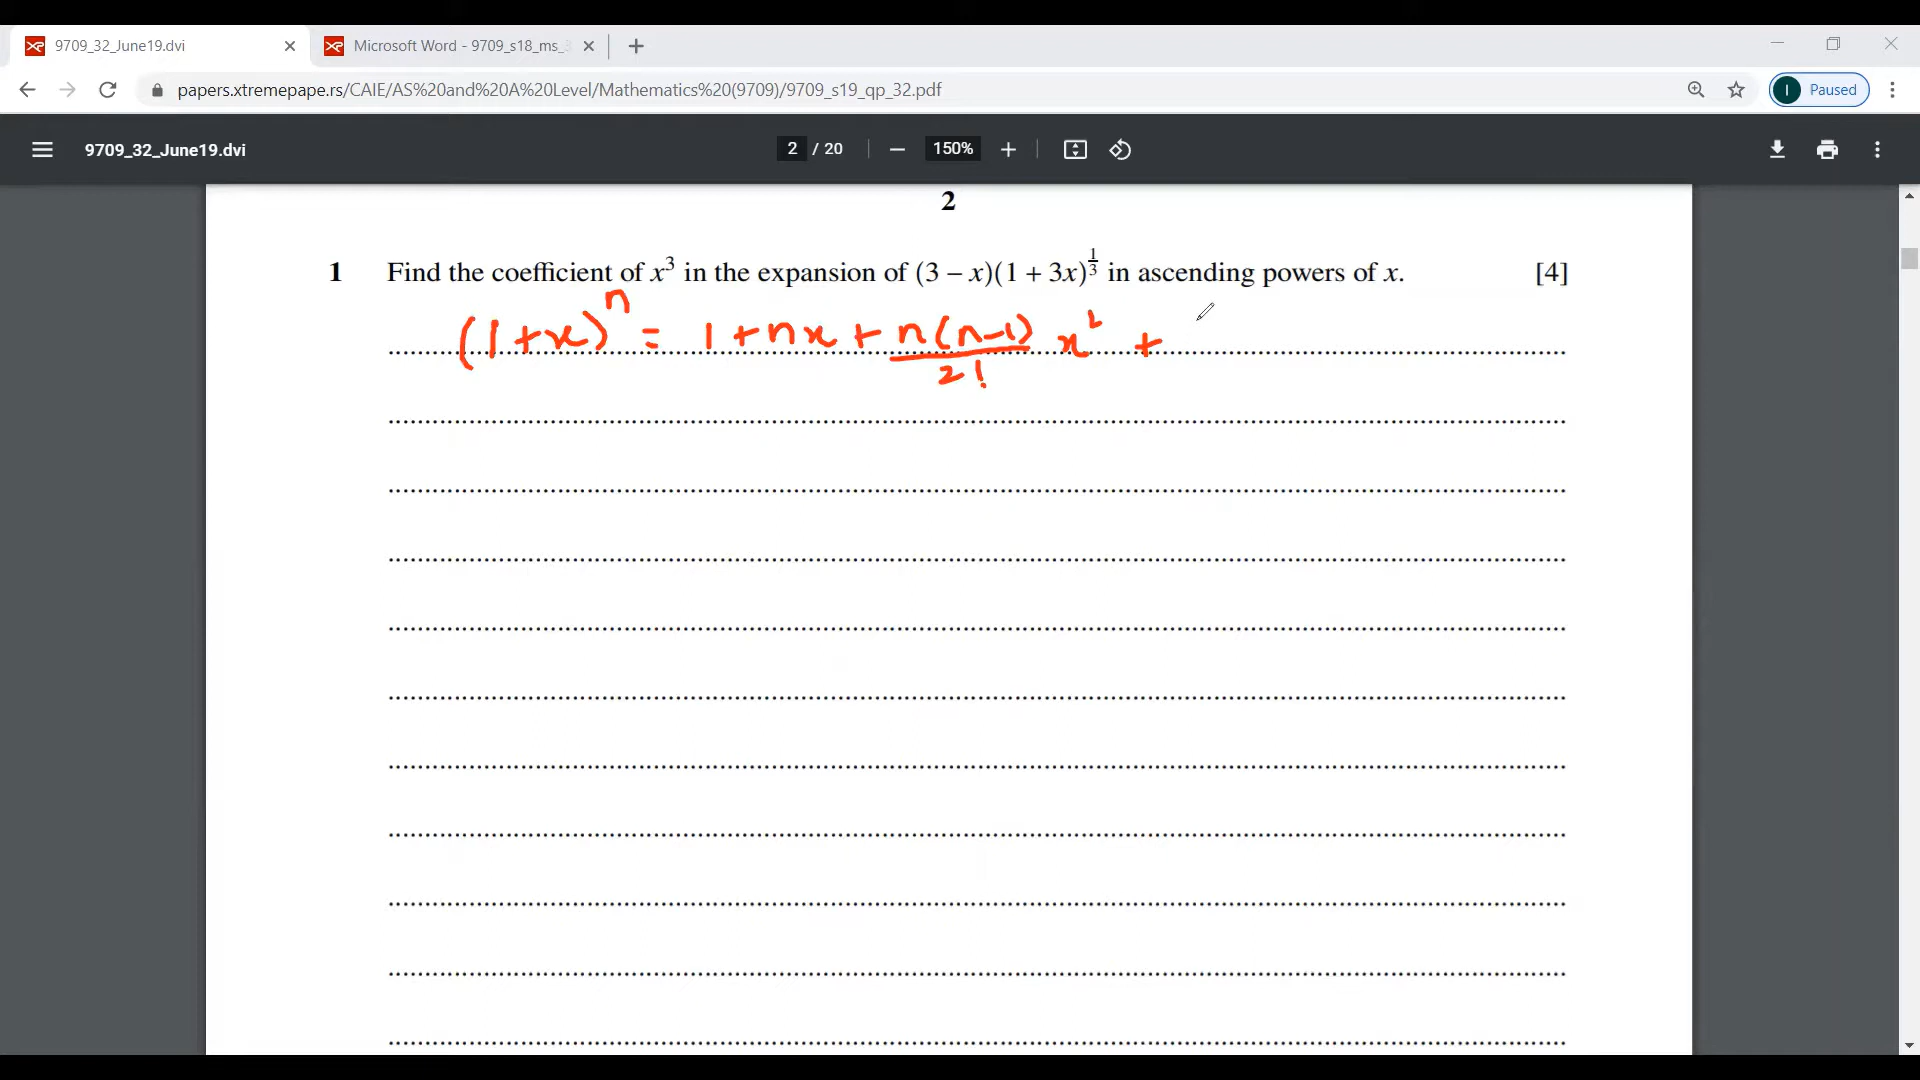 9709_32_June19.dvi
Microsoft Word - 9709_s18_ms_
papers.xtremepape.rs/CAIE/AS%20and%20A%20Level/Mathematics%20(9709)/9709_s19_qp_32.pdf
I Paused
9709_32_June19.dvi
2 / 20
150%
2
1 Find the coefficient of x³ in the expansion of (3 − x)(1 + 3x)^(1/3) in ascending powers of x. [4]
(1+x)ⁿ = 1 + nx + n(n-1)/2! x² +